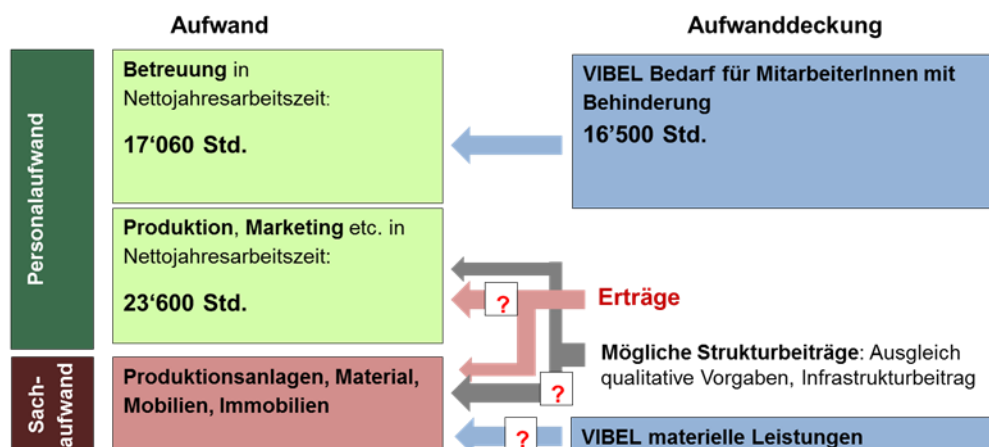 Aufwand
Aufwanddeckung
Personalaufwand
Betreuung in
Nettojahresarbeitszeit:
17‘060 Std.
VIBEL Bedarf für MitarbeiterInnen mit
Behinderung
16’500 Std.
Produktion, Marketing etc. in
Nettojahresarbeitszeit:
23‘600 Std.
?
Erträge
Mögliche Strukturbeiträge: Ausgleich
qualitative Vorgaben, Infrastrukturbeitrag
?
Sach-
aufwand
Produktionsanlagen, Material,
Mobilien, Immobilien
?
VIBEL materielle Leistungen